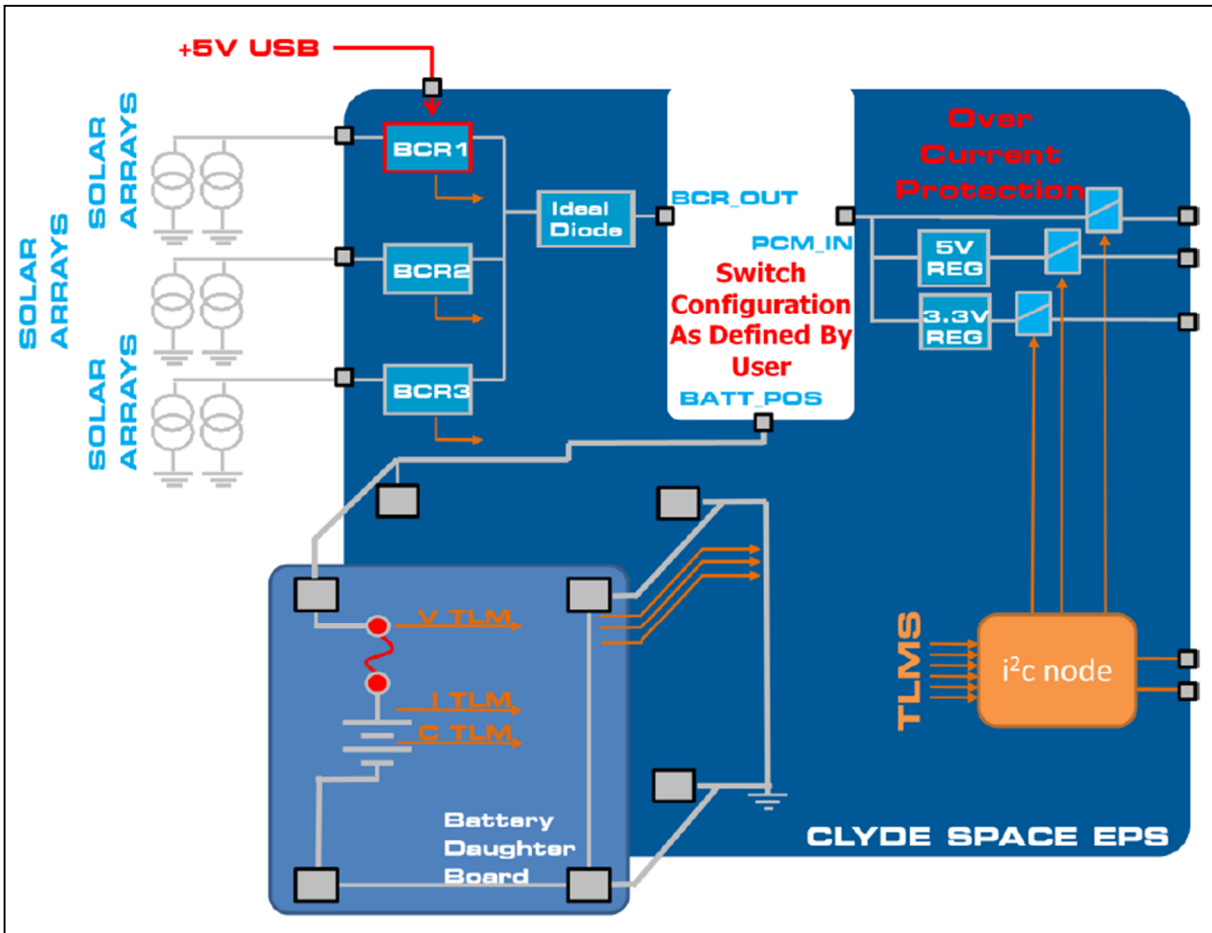 +5V USB
SOLAR
ARRAYS
SOLAR
ARRAYS
SOLAR
ARRAYS
BCR1
BCR2
BCR3
Ideal
Diode
BCR_OUT
PCM_IN
Switch
Configuration
As Defined By
User
BATT_POS
Over
Current
Protection
5V
REG
3.3V
REG
V TLM
I TLM
C TLM
Battery
Daughter
Board
TLMS
i²c node
CLYDE SPACE EPS